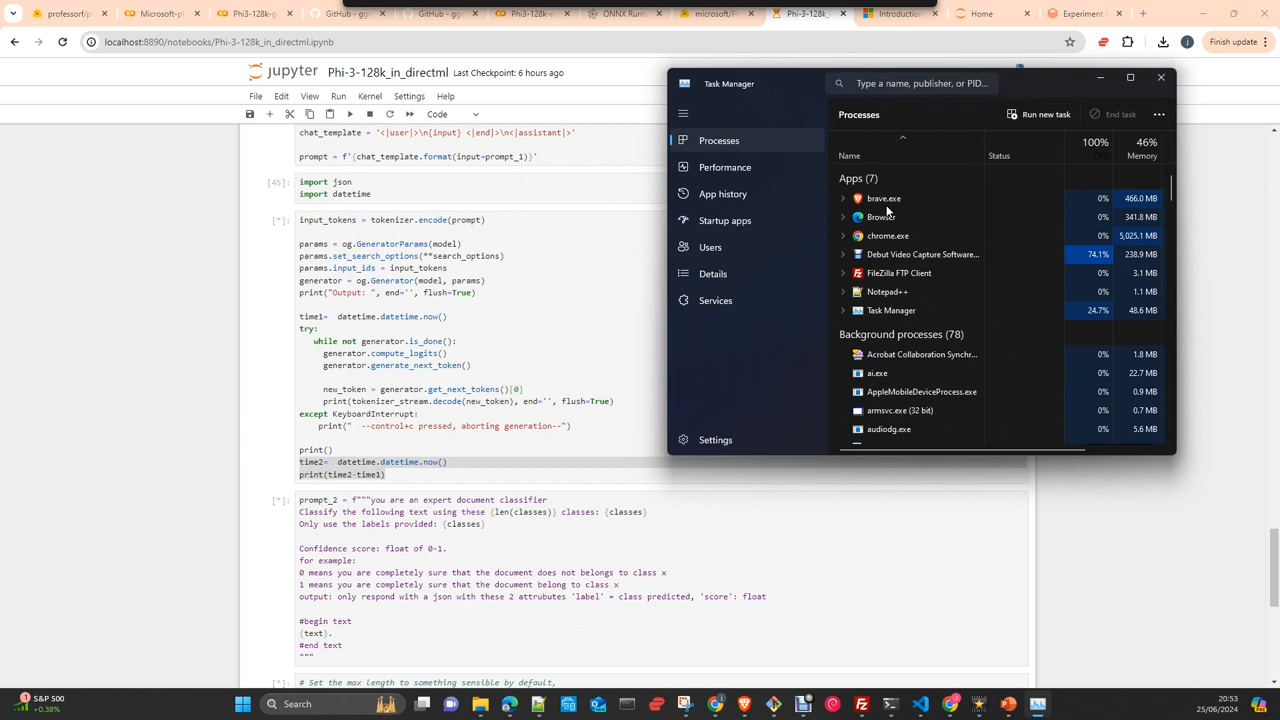 professor/
Microsoft -
Phi-3-128k
GitHub - gg
GitHub - gg
Phi-3-128k-
ONNX Runt
microsoft/P
Phi-3-128k_
Introduction
Home
Experiment
localhost:8890/notebooks/Phi-3-128k_in_directml.ipynb
Finish update
jupyter Phi-3-128k_in_directml Last Checkpoint: 6 hours ago
File Edit View Run Kernel Settings Help
Code
chat_template = '<|user|>\n{input} <|end|>\n<|assistant|>'
prompt = f'{chat_template.format(input=prompt_1)}'
[45]: import json
import datetime
[*]: input_tokens = tokenizer.encode(prompt)
params = og.GeneratorParams(model)
params.set_search_options(**search_options)
params.input_ids = input_tokens
generator = og.Generator(model, params)
print("Output: ", end='', flush=True)
time1= datetime.datetime.now()
try:
while not generator.is_done():
generator.compute_logits()
generator.generate_next_token()
new_token = generator.get_next_tokens()[0]
print(tokenizer_stream.decode(new_token), end='', flush=True)
except KeyboardInterrupt:
print(" --control+c pressed, aborting generation--")
print()
time2= datetime.datetime.now()
print(time2-time1)
[*]: prompt_2 = f"""you are an expert document classifier
Classify the following text using these {len(classes)} classes: {classes}
Only use the labels provided: {classes}
Confidence score: float of 0-1.
for example:
0 means you are completely sure that the document does not belongs to class x
1 means you are completely sure that the document belong to class x
output: only respond with a json with these 2 attrubutes 'label' = class predicted, 'score': float
#begin text
{text}.
#end text
"""
[*]: # Set the max length to something sensible by default,
Task Manager
Type a name, publisher, or PID...
Processes
Performance
App history
Startup apps
Users
Details
Services
Settings
Processes
Run new task
End task
100% 46%
Name Status CPU Memory
Apps (7)
brave.exe 0% 466.0 MB
Browser 0% 341.8 MB
chrome.exe 0% 5,025.1 MB
Debut Video Capture Software... 74.1% 238.9 MB
FileZilla FTP Client 0% 3.1 MB
Notepad++ 0% 1.1 MB
Task Manager 24.7% 48.6 MB
Background processes (78)
Acrobat Collaboration Synchr... 0% 1.8 MB
ai.exe 0% 22.7 MB
AppleMobileDeviceProcess.exe 0% 0.9 MB
armsvc.exe (32 bit) 0% 0.7 MB
audiodg.exe 0% 5.6 MB
S&P 500
+0.38%
Search
20:53
25/06/2024